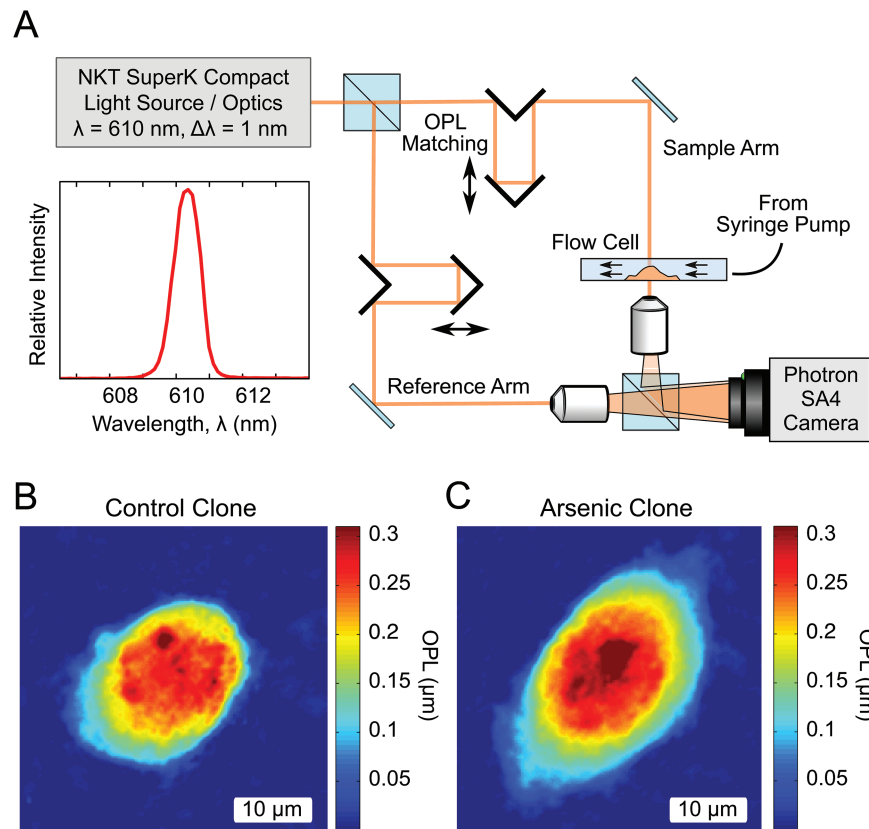 A
NKT SuperK Compact
Light Source / Optics
λ = 610 nm, Δλ = 1 nm
OPL
Matching
Sample Arm
From
Syringe Pump
Flow Cell
Relative Intensity
608
610
612
Wavelength, λ (nm)
Reference Arm
Photron
SA4
Camera
B
Control Clone
0.3
0.25
0.2
0.15
0.1
0.05
OPL (μm)
10 μm
C
Arsenic Clone
0.3
0.25
0.2
0.15
0.1
0.05
OPL (μm)
10 μm